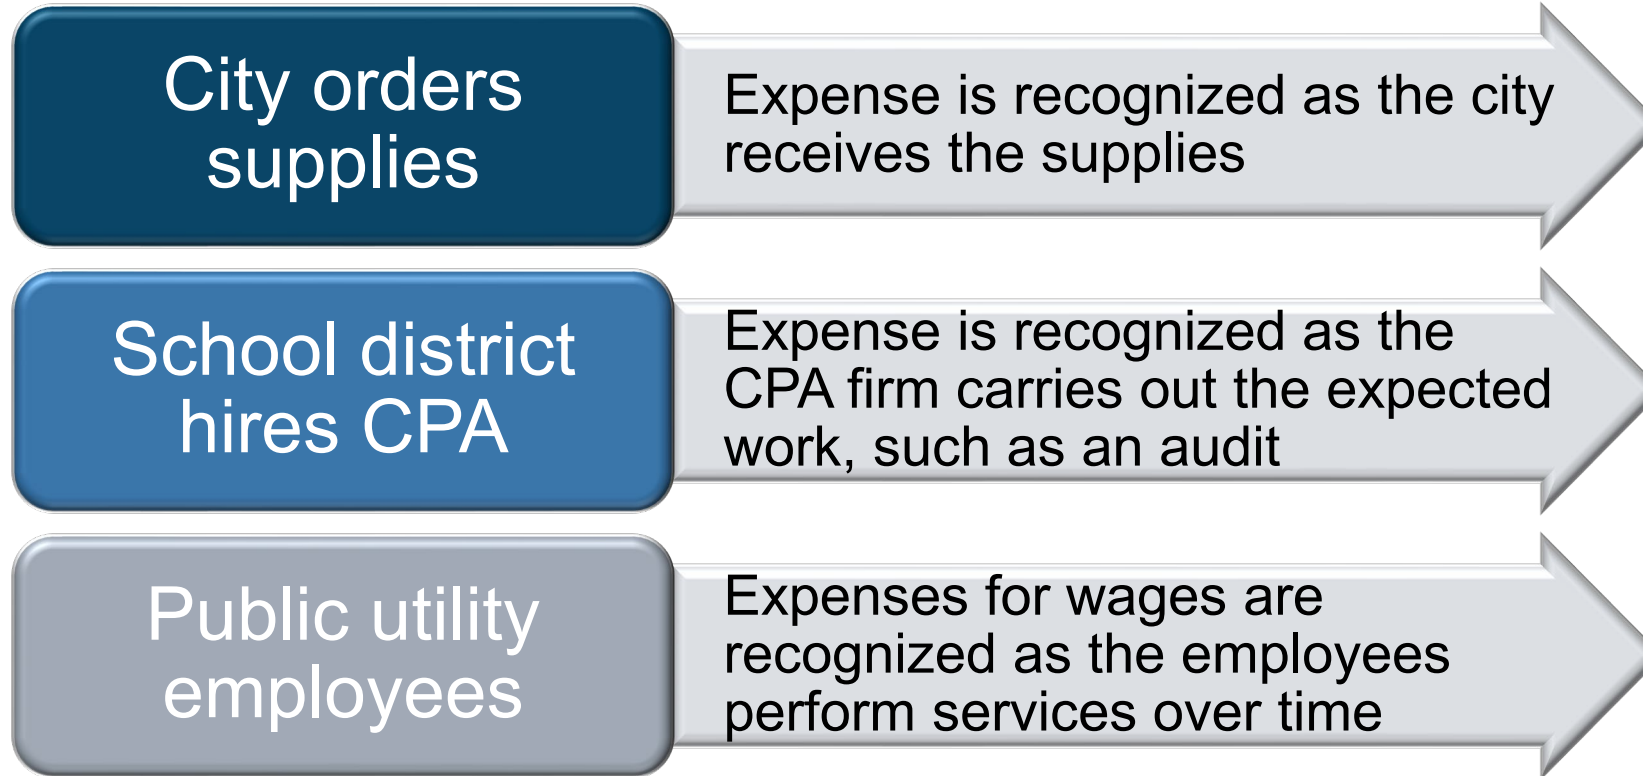 City orders
supplies
Expense is recognized as the city
receives the supplies
School district
hires CPA
Expense is recognized as the
CPA firm carries out the expected
work, such as an audit
Public utility
employees
Expenses for wages are
recognized as the employees
perform services over time